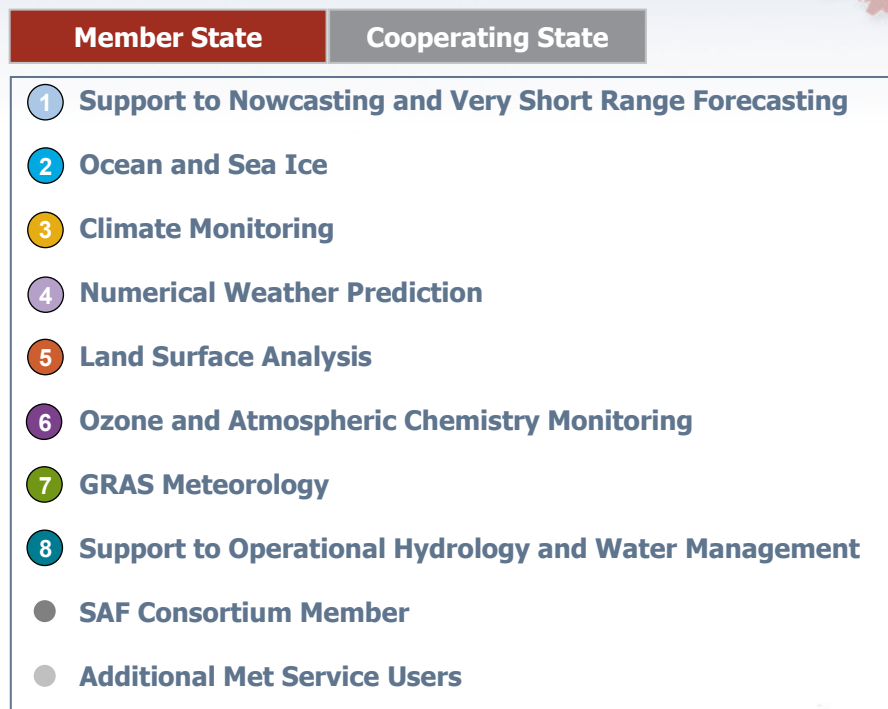 Member State Cooperating State
1 Support to Nowcasting and Very Short Range Forecasting
2 Ocean and Sea Ice
3 Climate Monitoring
4 Numerical Weather Prediction
5 Land Surface Analysis
6 Ozone and Atmospheric Chemistry Monitoring
7 GRAS Meteorology
8 Support to Operational Hydrology and Water Management
SAF Consortium Member
Additional Met Service Users